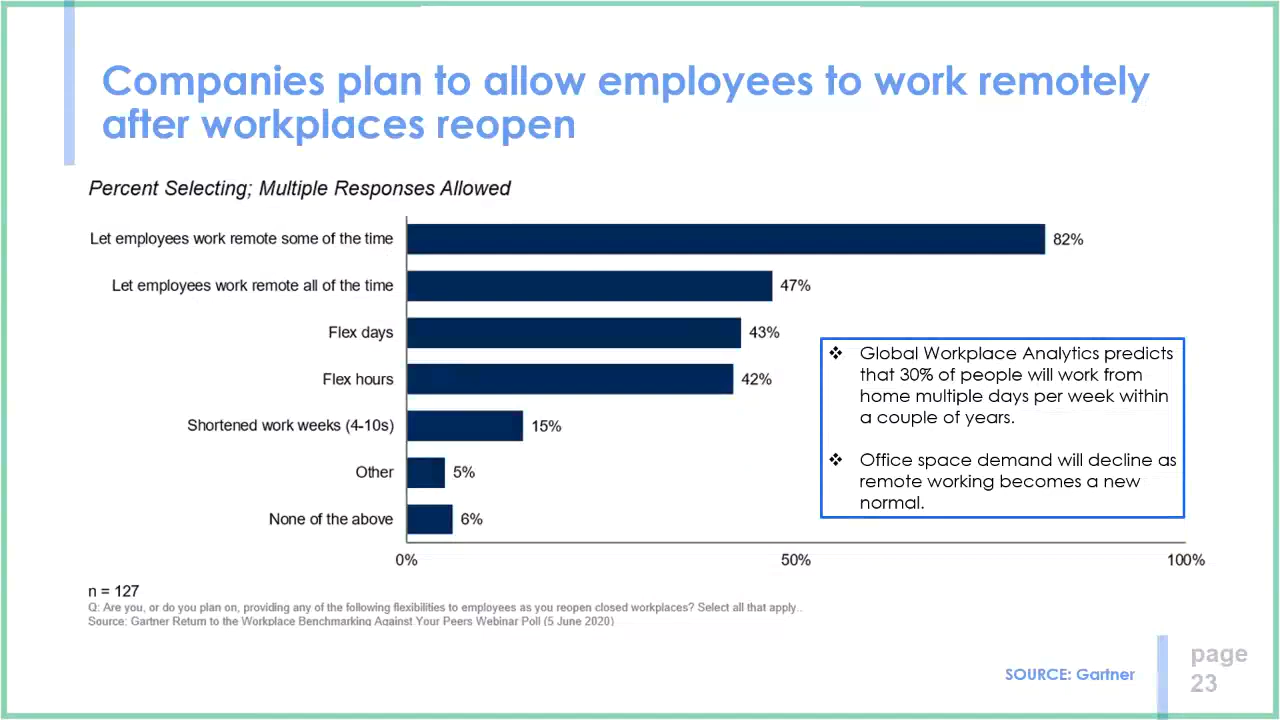 Companies plan to allow employees to work remotely
after workplaces reopen
Percent Selecting; Multiple Responses Allowed
Let employees work remote some of the time
82%
Let employees work remote all of the time
47%
Flex days
43%
Flex hours
42%
Shortened work weeks (4-10s)
15%
Other
5%
None of the above
6%
0%
50%
100%
❖ Global Workplace Analytics predicts
that 30% of people will work from
home multiple days per week within
a couple of years.
❖ Office space demand will decline as
remote working becomes a new
normal.
n = 127
Q: Are you, or do you plan on, providing any of the following flexibilities to employees as you reopen closed workplaces? Select all that apply..
Source: Gartner Return to the Workplace Benchmarking Against Your Peers Webinar Poll (5 June 2020)
SOURCE: Gartner
page
23